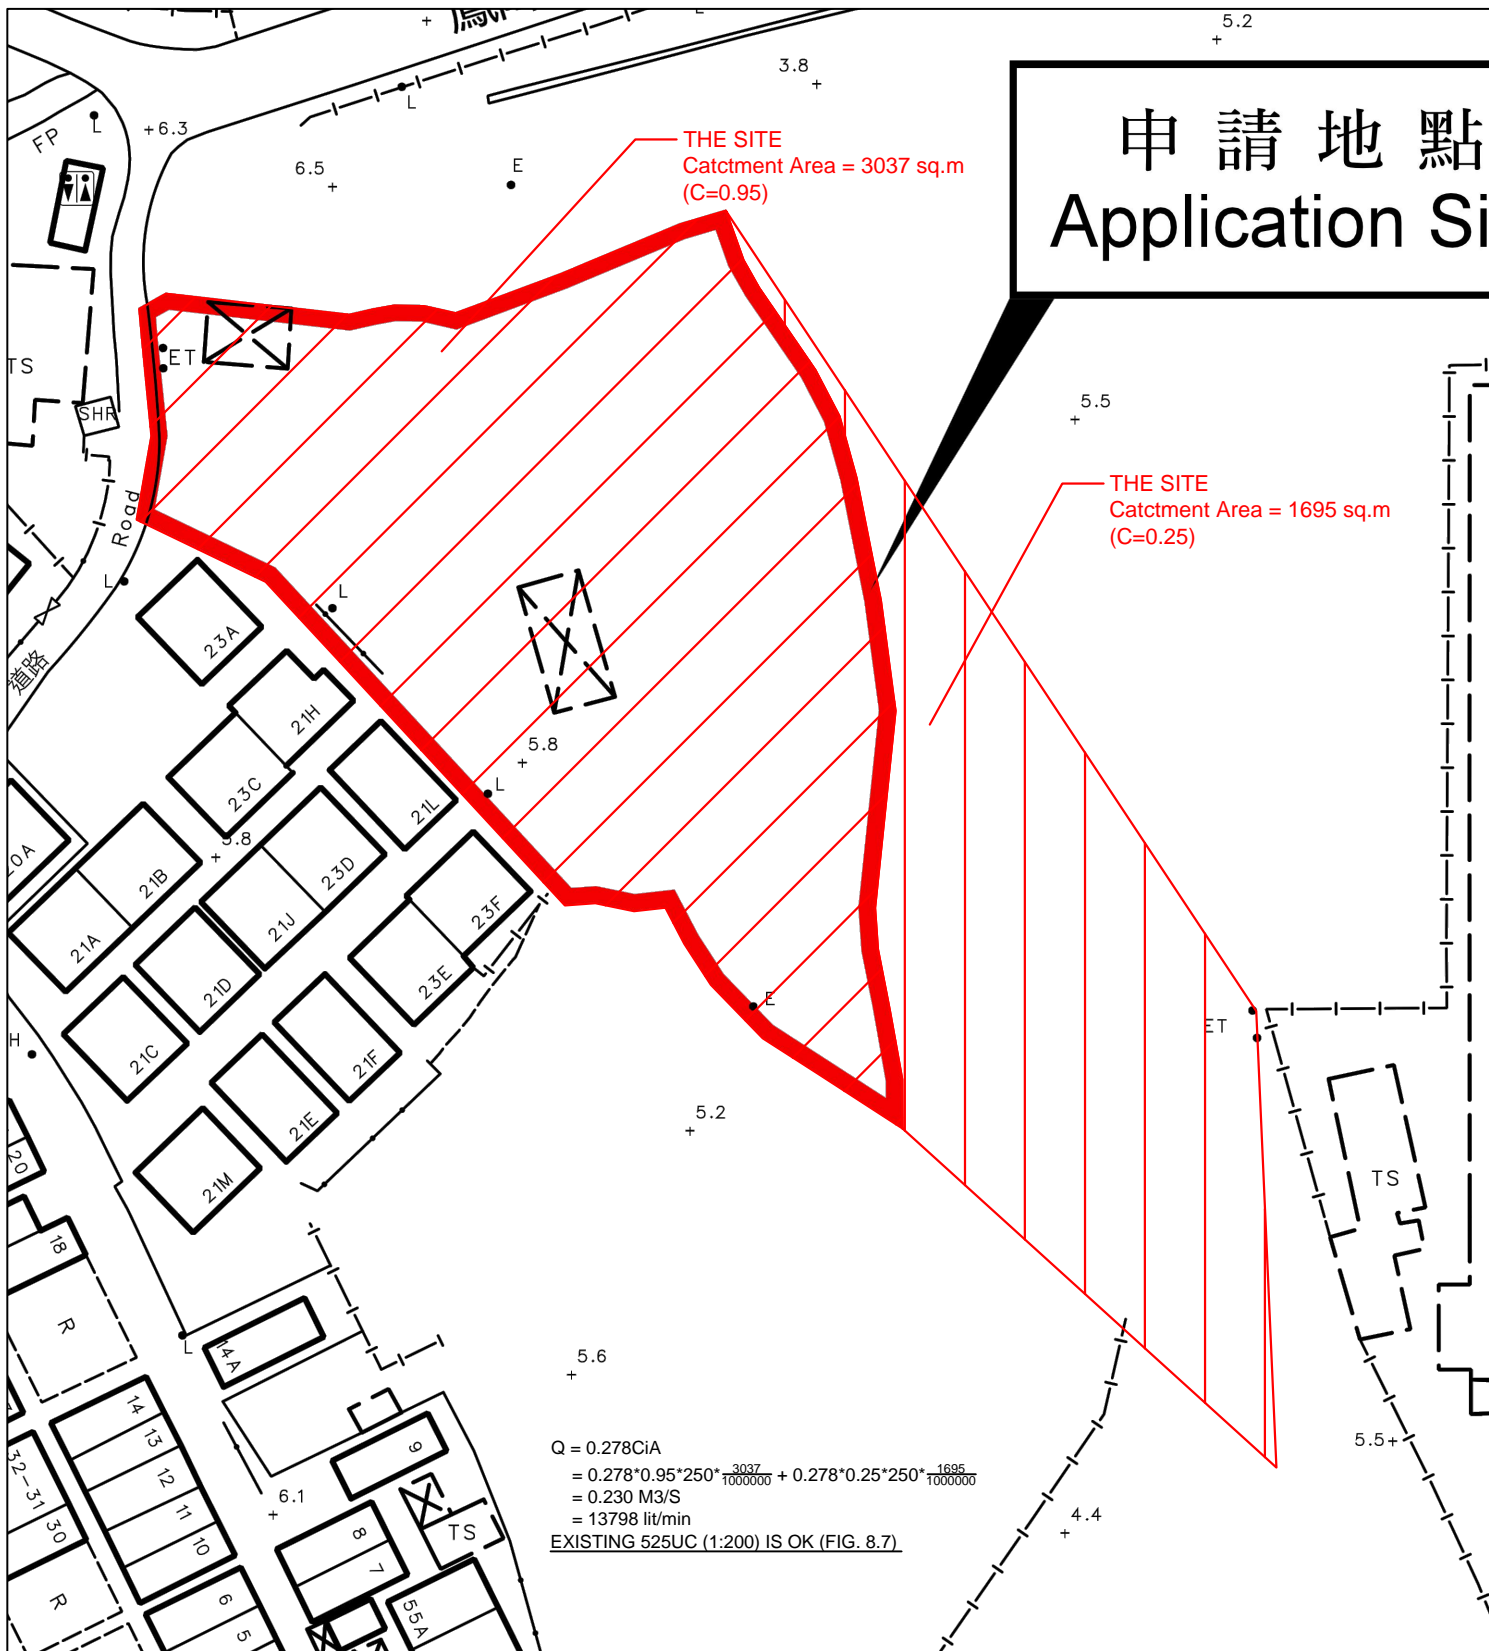 5.2
3.8
L
申請地點
Application Si
L
FP
6.3
THE SITE
Catctment Area = 3037 sq.m
(C=0.95)
6.5
E
TS
ET
SHR
5.5
THE SITE
Catctment Area = 1695 sq.m
(C=0.25)
Road
L
L
道路
23A
21H
5.8
23C
21L
L
5.8
23D
20A
21B
21J
23F
21A
21D
23E
E
ET
H
21C
21F
21E
5.2
TS
20
21M
18
R
L
14A
5.6
14
13
12
11
10
9
32-31
30
Q = 0.278CiA
= 0.278*0.95*250*3037/1000000 + 0.278*0.25*250*1695/1000000
= 0.230 M3/S
= 13798 lit/min
EXISTING 525UC (1:200) IS OK (FIG. 8.7)
5.5
6.1
4.4
TS
8
7
R
6
5
55A